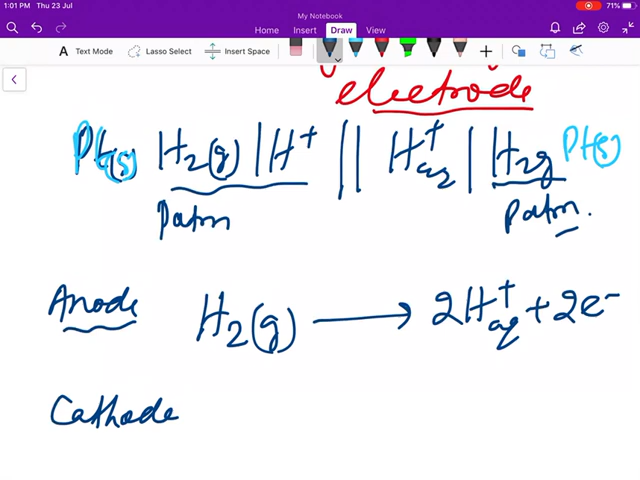 1:01 PM Thu 23 Jul
71%
My Notebook
Home Insert Draw View
Text Mode Lasso Select Insert Space
electrode
Pt(s) H2(g) | H+ || H+aq | H2g Pt(s)
Patm Patm.
Anode H2(g) → 2H+aq + 2e-
Cathode